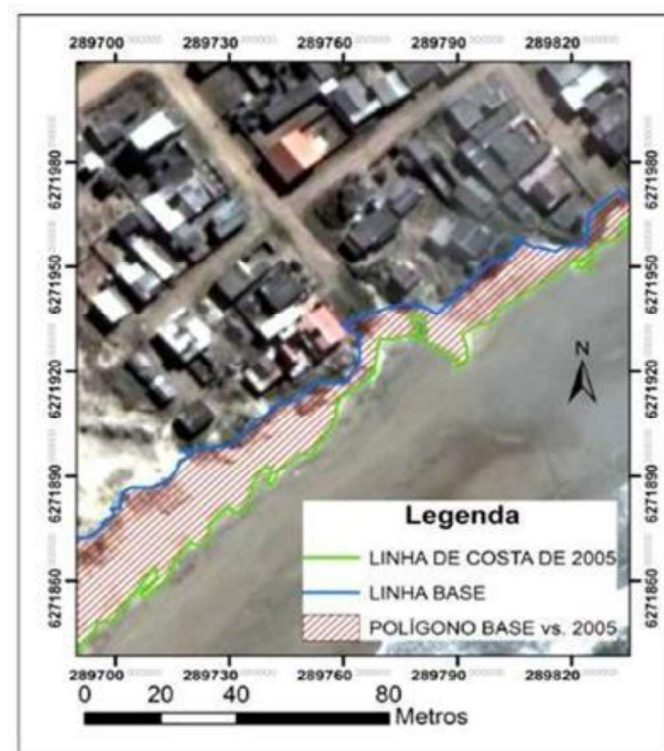 289700 289730 289760 289790 289820
6271980 6271980
6271950 6271950
6271920 6271920
6271890 6271890
6271860 6271860
N
Legenda
LINHA DE COSTA DE 2005
LINHA BASE
POLÍGONO BASE vs. 2005
289700 289730 289760 289790 289820
0 20 40 80
Metros